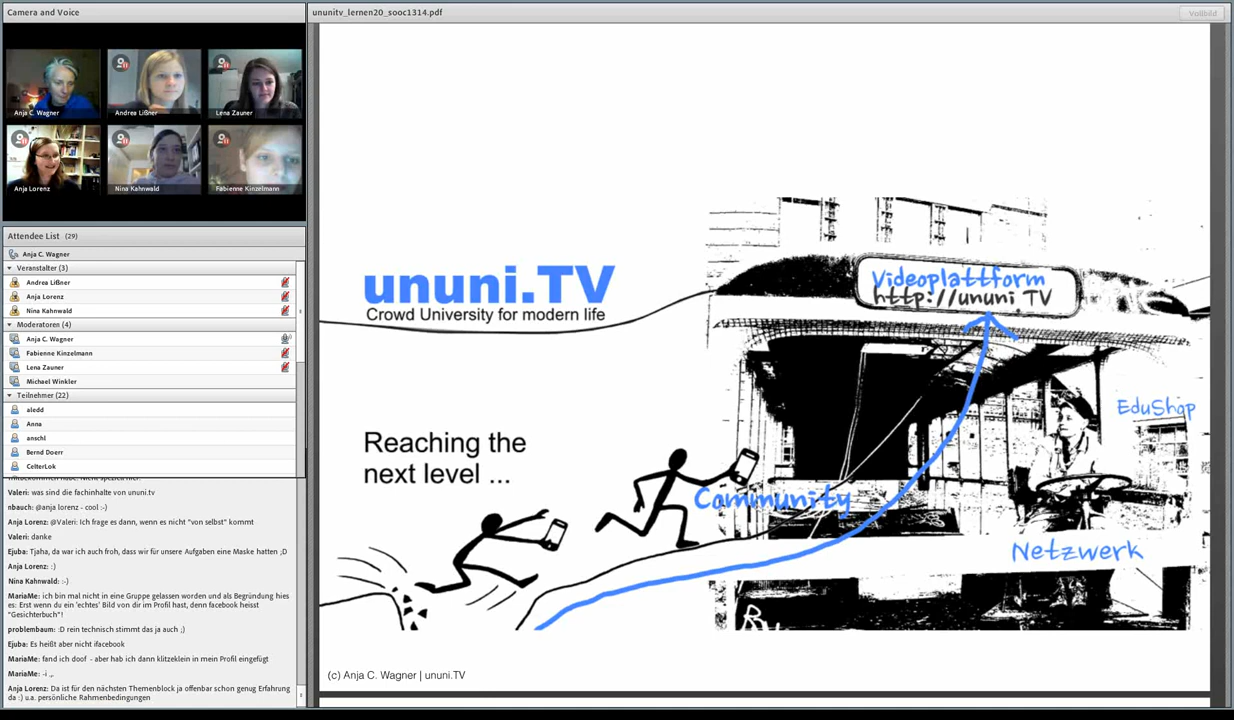 Camera and Voice
Anja C. Wagner
Andrea Lißner
Lena Zauner
Anja Lorenz
Nina Kahnwald
Fabienne Kinzelmann
Attendee List (29)
Anja C. Wagner
Veranstalter (3)
Andrea Lißner
Anja Lorenz
Nina Kahnwald
Moderatoren (4)
Anja C. Wagner
Fabienne Kinzelmann
Lena Zauner
Michael Winkler
Teilnehmer (22)
aledd
Anna
anschl
Bernd Doerr
CelterLok
Valeri: was sind die fachinhalte von ununi.tv
nbauch: @anja lorenz - cool :-)
Anja Lorenz: @Valeri: Ich frage es dann, wenn es nicht "von selbst" kommt
Valeri: danke
Ejuba: Tjaha, da war ich auch froh, dass wir für unsere Aufgaben eine Maske hatten ;D
Anja Lorenz: :)
Nina Kahnwald: :-)
MariaMe: ich bin mal nicht in eine Gruppe gelassen worden und als Begründung hies
es: Erst wenn du ein 'echtes' Bild von dir im Profil hast, denn facebook heisst
"Gesichterbuch"!
problembaum: :D rein technisch stimmt das ja auch ;)
Ejuba: Es heißt aber nicht ifacebook
MariaMe: fand ich doof - aber hab ich dann klitzeklein in mein Profil eingefügt
MariaMe: -i ,,
Anja Lorenz: Da ist für den nächsten Themenblock ja offenbar schon genug Erfahrung
da :) u.a. persönliche Rahmenbedingungen
ununitv_lernen20_sooc1314.pdf
Vollbild
ununi.TV
Crowd University for modern life
Videoplattform
http://ununi.TV
EduShop
Reaching the
next level ...
Community
Netzwerk
(c) Anja C. Wagner | ununi.TV